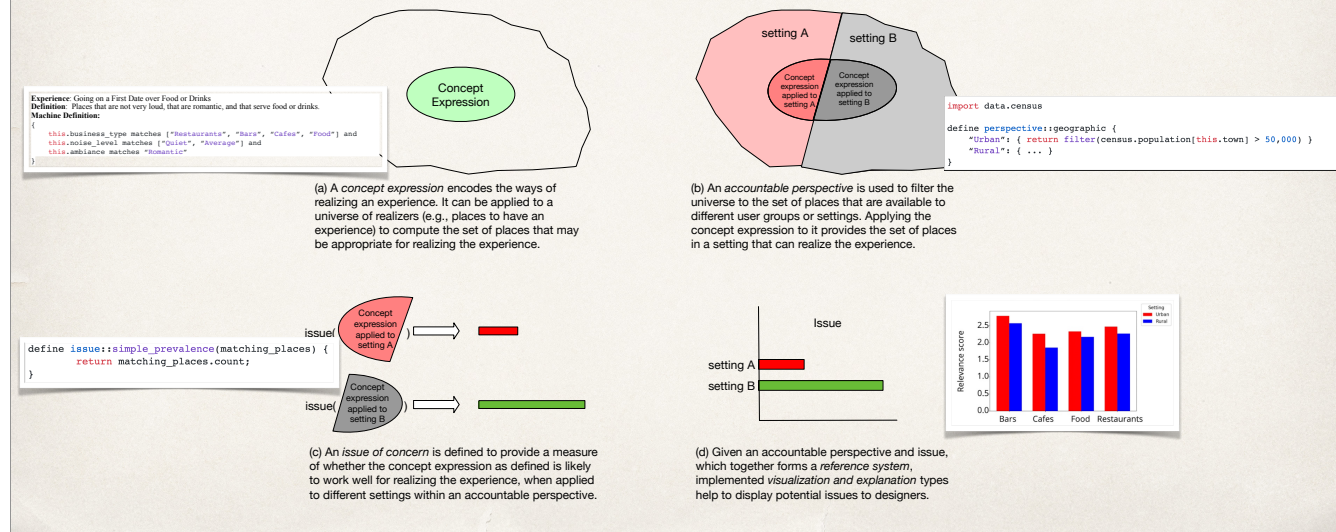 Experience: Going on a First Date over Food or Drinks
Definition: Places that are not very loud, that are romantic, and that serve food or drinks.
Machine Definition:
{
this.business_type matches ["Restaurants", "Bars", "Cafes", "Food"] and
this.noise_level matches ["Quiet", "Average"] and
this.ambiance matches "Romantic"
}
Concept
Expression
(a) A concept expression encodes the ways of
realizing an experience. It can be applied to a
universe of realizers (e.g., places to have an
experience) to compute the set of places that may
be appropriate for realizing the experience.
setting A
setting B
Concept
expression
applied to
setting A
Concept
expression
applied to
setting B
import data.census
define perspective::geographic {
“Urban”: { return filter(census.population[this.town] > 50,000) }
“Rural”: { ... }
}
(b) An accountable perspective is used to filter the
universe to the set of places that are available to
different user groups or settings. Applying the
concept expression to it provides the set of places
in a setting that can realize the experience.
issue(
Concept
expression
applied to
setting A
)
define issue::simple_prevalence(matching_places) {
return matching_places.count;
}
issue(
Concept
expression
applied to
setting B
)
(c) An issue of concern is defined to provide a measure
of whether the concept expression as defined is likely
to work well for realizing the experience, when applied
to different settings within an accountable perspective.
Issue
setting A
setting B
Setting
Urban
Rural
Relevance score
2.5
2.0
1.5
1.0
0.5
0.0
Bars Cafes Food Restaurants
(d) Given an accountable perspective and issue,
which together forms a reference system,
implemented visualization and explanation types
help to display potential issues to designers.